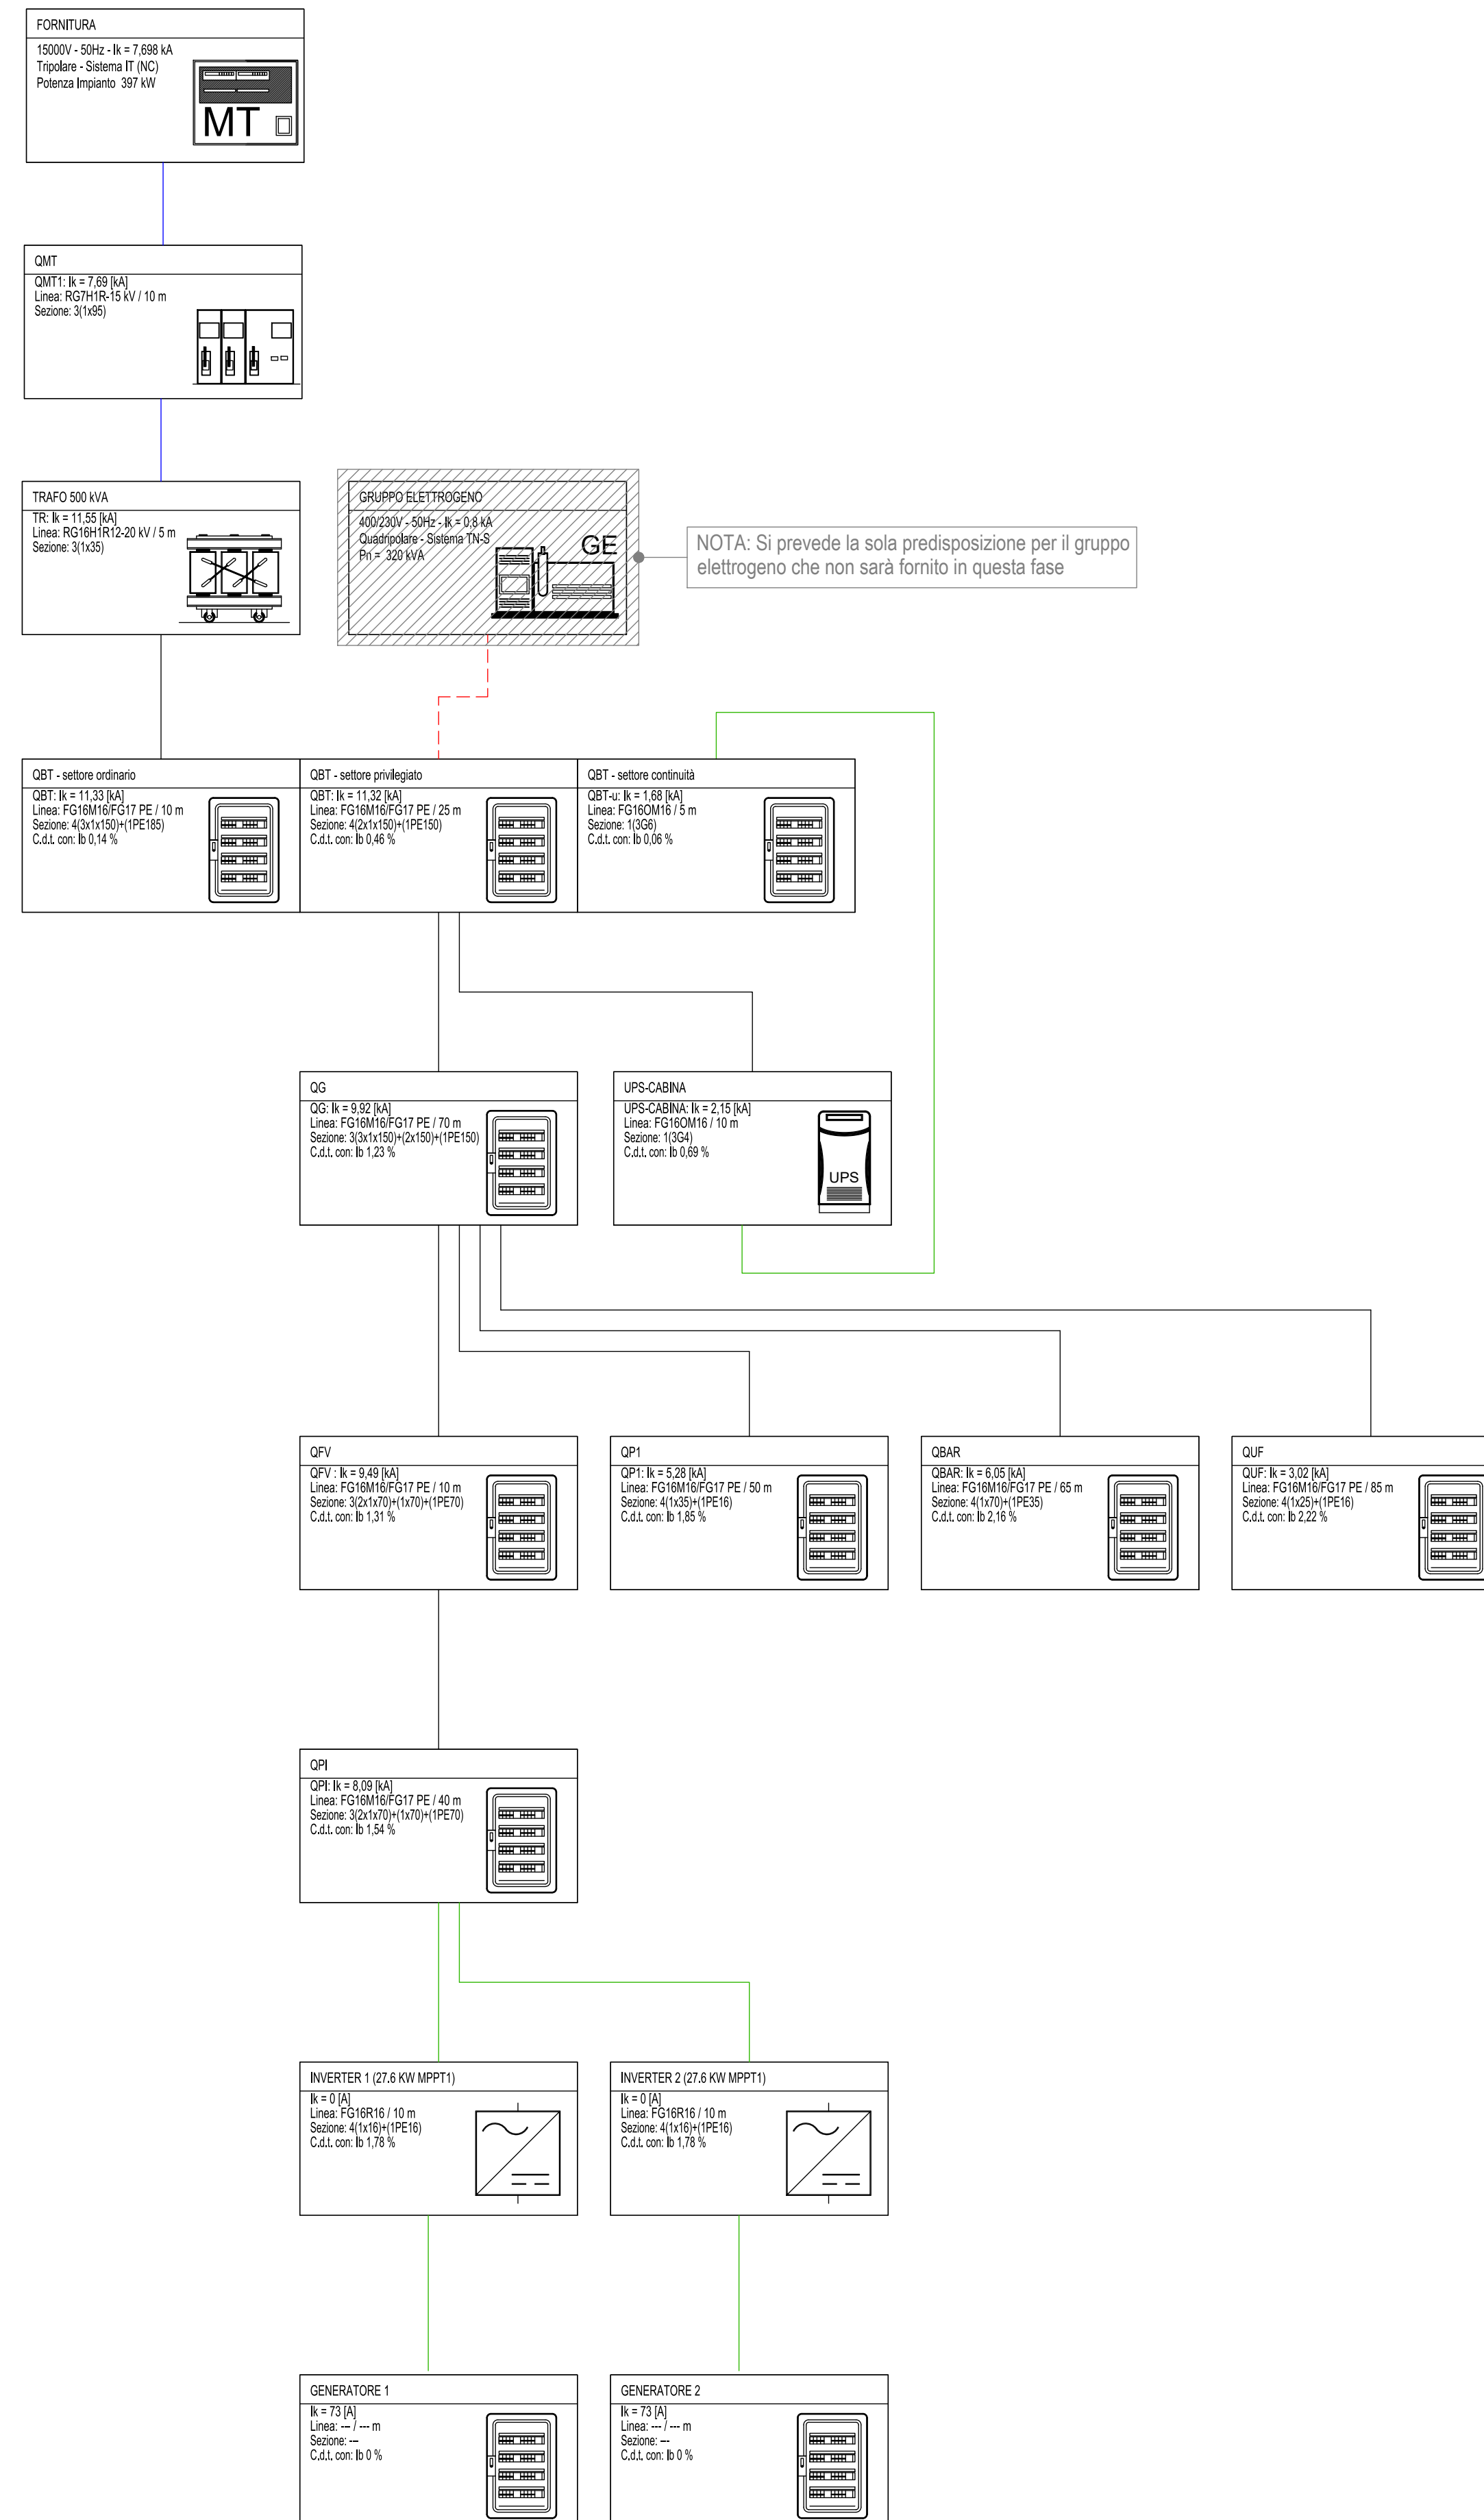 FORNITURA
15000V - 50Hz - Ik = 7,698 kA
Tripolare - Sistema IT (NC)
Potenza Impianto 397 kW
MT
QMT
QMT1: Ik = 7,69 [kA]
Linea: RG7H1R-15 kV / 10 m
Sezione: 3(1x95)
TRAFO 500 kVA
TR: Ik = 11,55 [kA]
Linea: RG16H1R12-20 kV / 5 m
Sezione: 3(1x35)
GRUPPO ELETTROGENO
400/230V - 50Hz - Ik = 0,8 kA
Quadripolare - Sistema TN-S
Pn = 320 kVA
GE
NOTA: Si prevede la sola predisposizione per il gruppo
elettrogeno che non sarà fornito in questa fase
QBT - settore ordinario
QBT: Ik = 11,33 [kA]
Linea: FG16M16/FG17 PE / 10 m
Sezione: 4(3x1x150)+(1PE185)
C.d.t. con: Ib 0,14 %
QBT - settore privilegiato
QBT: Ik = 11,32 [kA]
Linea: FG16M16/FG17 PE / 25 m
Sezione: 4(2x1x150)+(1PE150)
C.d.t. con: Ib 0,46 %
QBT - settore continuità
QBT-u: Ik = 1,68 [kA]
Linea: FG16OM16 / 5 m
Sezione: 1(3G6)
C.d.t. con: Ib 0,06 %
QG
QG: Ik = 9,92 [kA]
Linea: FG16M16/FG17 PE / 70 m
Sezione: 3(3x1x150)+(2x150)+(1PE150)
C.d.t. con: Ib 1,23 %
UPS-CABINA
UPS-CABINA: Ik = 2,15 [kA]
Linea: FG16OM16 / 10 m
Sezione: 1(3G4)
C.d.t. con: Ib 0,69 %
UPS
QFV
QFV : Ik = 9,49 [kA]
Linea: FG16M16/FG17 PE / 10 m
Sezione: 3(2x1x70)+(1x70)+(1PE70)
C.d.t. con: Ib 1,31 %
QP1
QP1: Ik = 5,28 [kA]
Linea: FG16M16/FG17 PE / 50 m
Sezione: 4(1x35)+(1PE16)
C.d.t. con: Ib 1,85 %
QBAR
QBAR: Ik = 6,05 [kA]
Linea: FG16M16/FG17 PE / 65 m
Sezione: 4(1x70)+(1PE35)
C.d.t. con: Ib 2,16 %
QUF
QUF: Ik = 3,02 [kA]
Linea: FG16M16/FG17 PE / 85 m
Sezione: 4(1x25)+(1PE16)
C.d.t. con: Ib 2,22 %
QPI
QPI: Ik = 8,09 [kA]
Linea: FG16M16/FG17 PE / 40 m
Sezione: 3(2x1x70)+(1x70)+(1PE70)
C.d.t. con: Ib 1,54 %
INVERTER 1 (27.6 KW MPPT1)
Ik = 0 [A]
Linea: FG16R16 / 10 m
Sezione: 4(1x16)+(1PE16)
C.d.t. con: Ib 1,78 %
INVERTER 2 (27.6 KW MPPT1)
Ik = 0 [A]
Linea: FG16R16 / 10 m
Sezione: 4(1x16)+(1PE16)
C.d.t. con: Ib 1,78 %
GENERATORE 1
Ik = 73 [A]
Linea: --- / --- m
Sezione: ---
C.d.t. con: Ib 0 %
GENERATORE 2
Ik = 73 [A]
Linea: --- / --- m
Sezione: ---
C.d.t. con: Ib 0 %